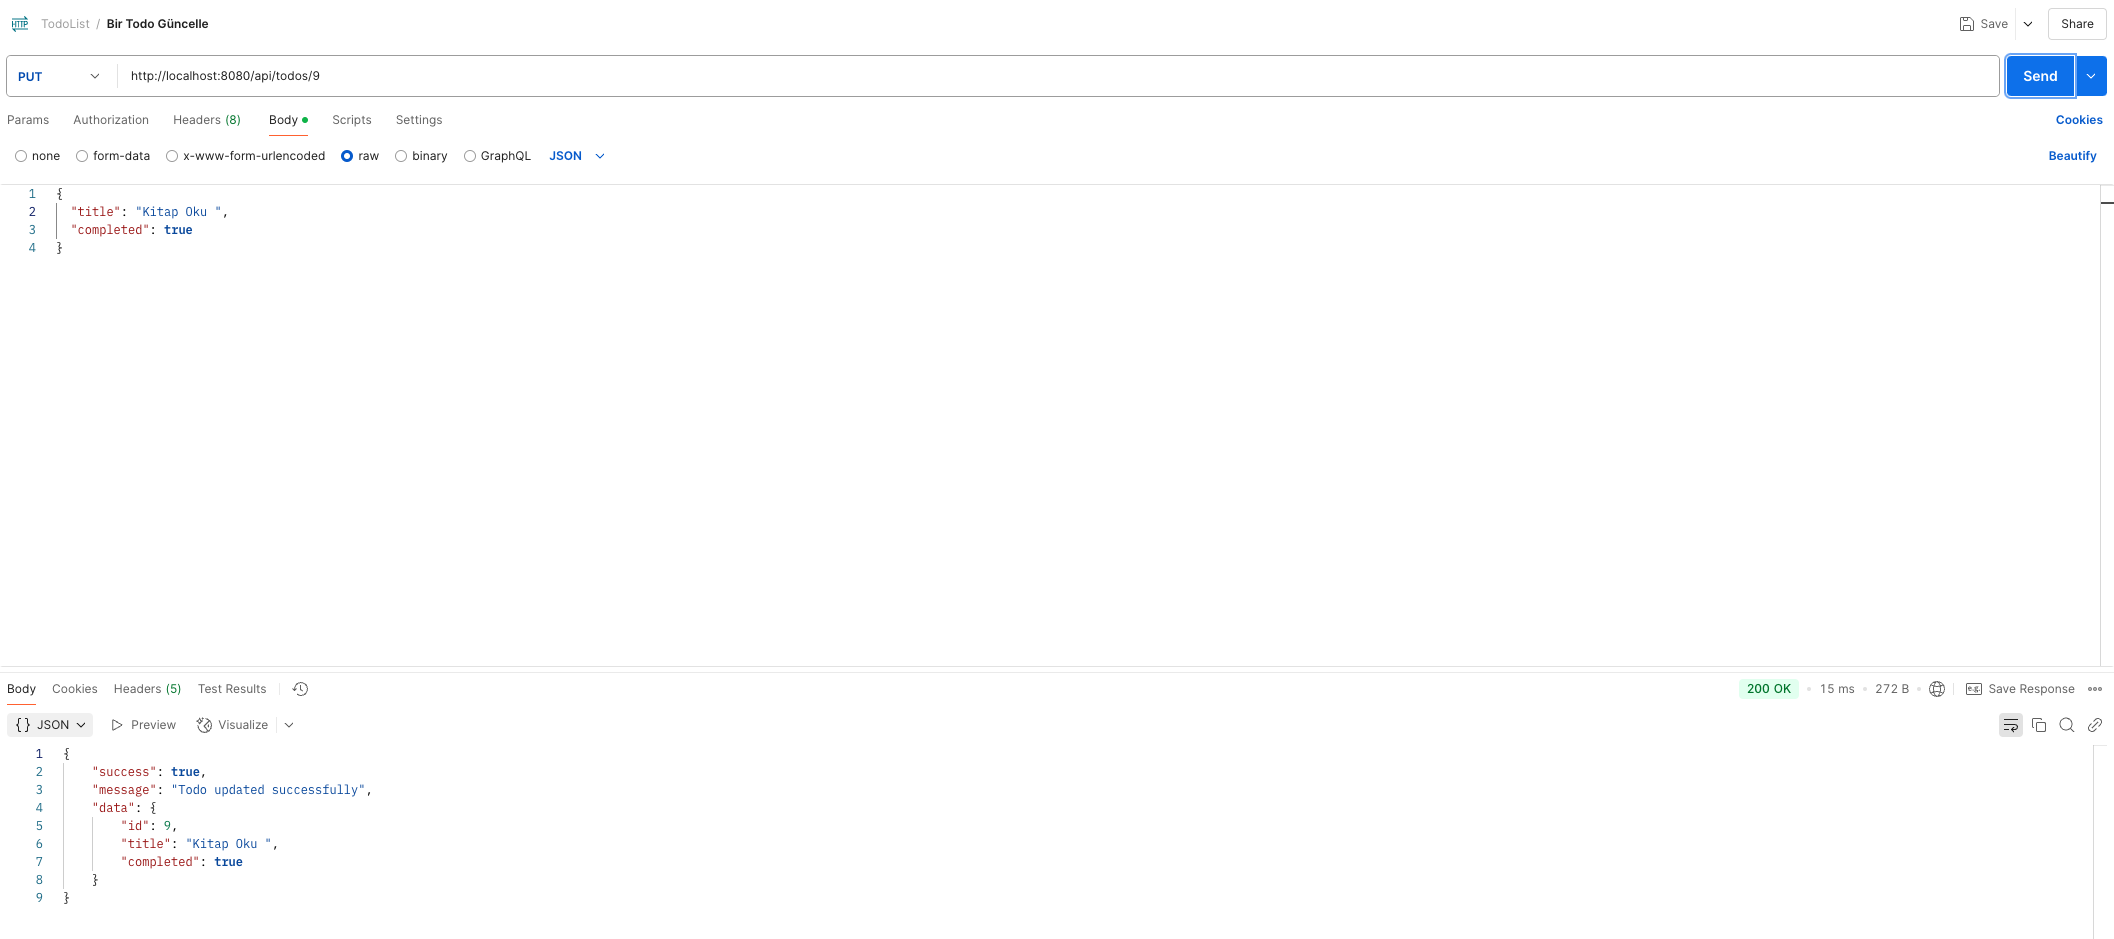 TodoList / Bir Todo Güncelle
Save
Share
PUT
http://localhost:8080/api/todos/9
Send
Params Authorization Headers (8) Body Scripts Settings
Cookies
none form-data x-www-form-urlencoded raw binary GraphQL JSON
Beautify
1 {
2 "title": "Kitap Oku ",
3 "completed": true
4 }
Body Cookies Headers (5) Test Results
200 OK • 15 ms • 272 B • e.g. Save Response
{} JSON Preview Visualize
1 {
2 "success": true,
3 "message": "Todo updated successfully",
4 "data": {
5 "id": 9,
6 "title": "Kitap Oku ",
7 "completed": true
8 }
9 }